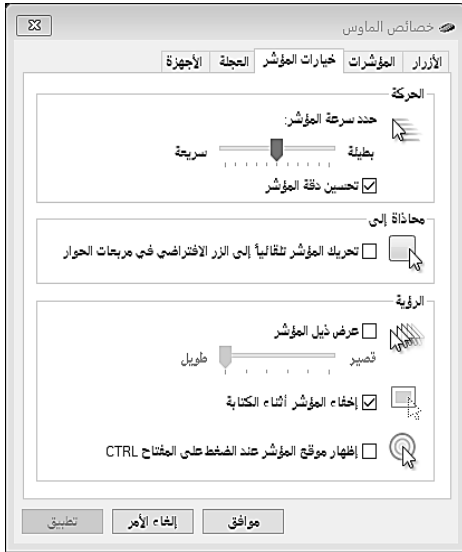 خصائص الماوس
الأزرار المؤشرات خيارات المؤشر العجلة الأجهزة
الحركة
حدد سرعة المؤشر:
بطيئة سريعة
تحسين دقة المؤشر
محاذاة إلى
تحريك المؤشر تلقائياً إلى الزر الافتراضي في مربعات الحوار
الرؤية
عرض ذيل المؤشر
قصير طويل
إخفاء المؤشر أثناء الكتابة
إظهار موقع المؤشر عند الضغط على المفتاح CTRL
موافق إلغاء الأمر تطبيق